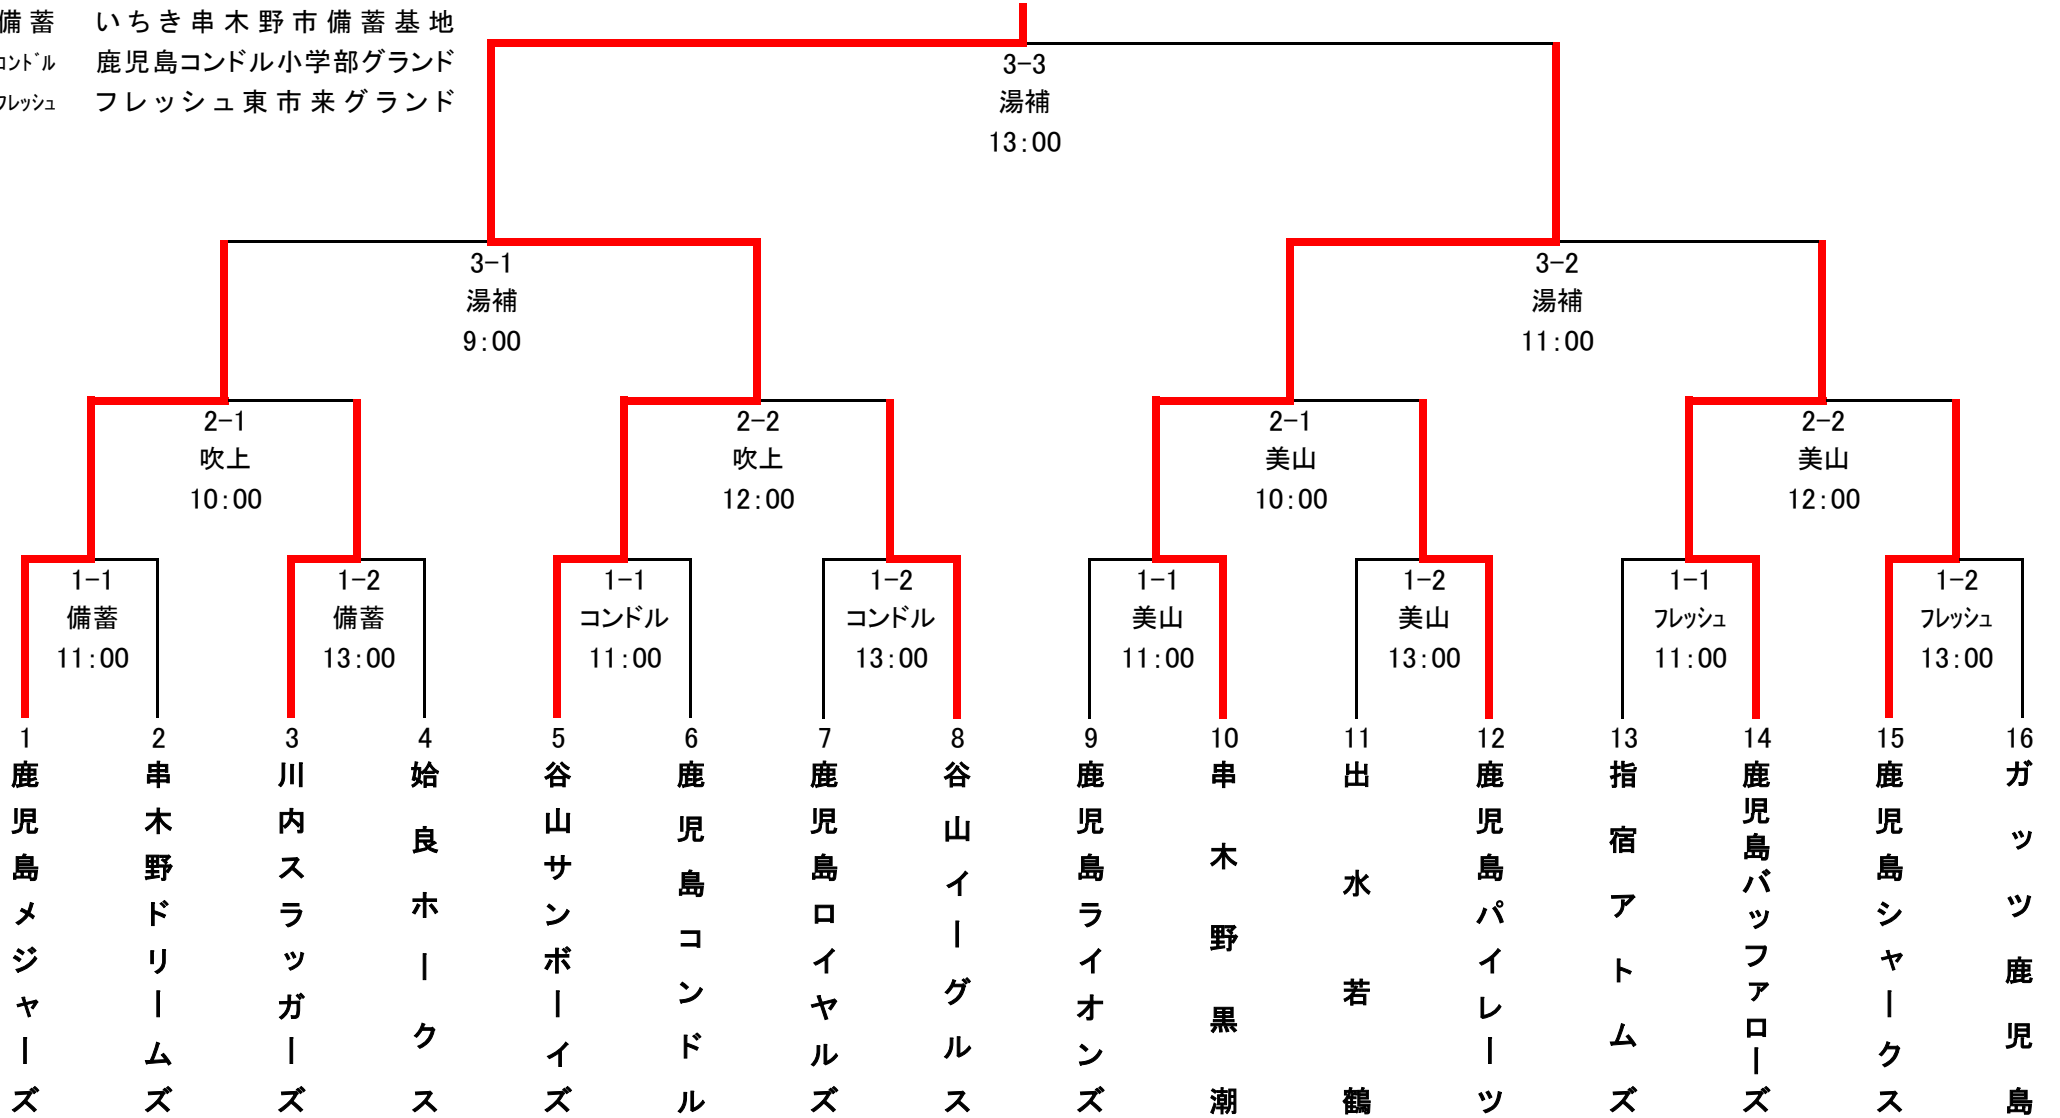 備蓄 いちき串木野市備蓄基地
コンドル 鹿児島コンドル小学部グランド
フレッシュ フレッシュ東市来グランド
3-3
湯補
13:00
3-1
湯補
9:00
3-2
湯補
11:00
2-1
吹上
10:00
2-2
吹上
12:00
2-1
美山
10:00
2-2
美山
12:00
1-1
備蓄
11:00
1-2
備蓄
13:00
1-1
コンドル
11:00
1-2
コンドル
13:00
1-1
美山
11:00
1-2
美山
13:00
1-1
フレッシュ
11:00
1-2
フレッシュ
13:00
1
鹿児島メジャーズ
2
串木野ドリームズ
3
川内スラッガーズ
4
姶良ホークス
5
谷山サンボーイズ
6
鹿児島コンドル
7
鹿児島ロイヤルズ
8
谷山イーグルス
9
鹿児島ライオンズ
10
串木野黒潮
11
出水若鶴
12
鹿児島パイレーツ
13
指宿アトムズ
14
鹿児島バッファローズ
15
鹿児島シャークス
16
ガッツ鹿児島